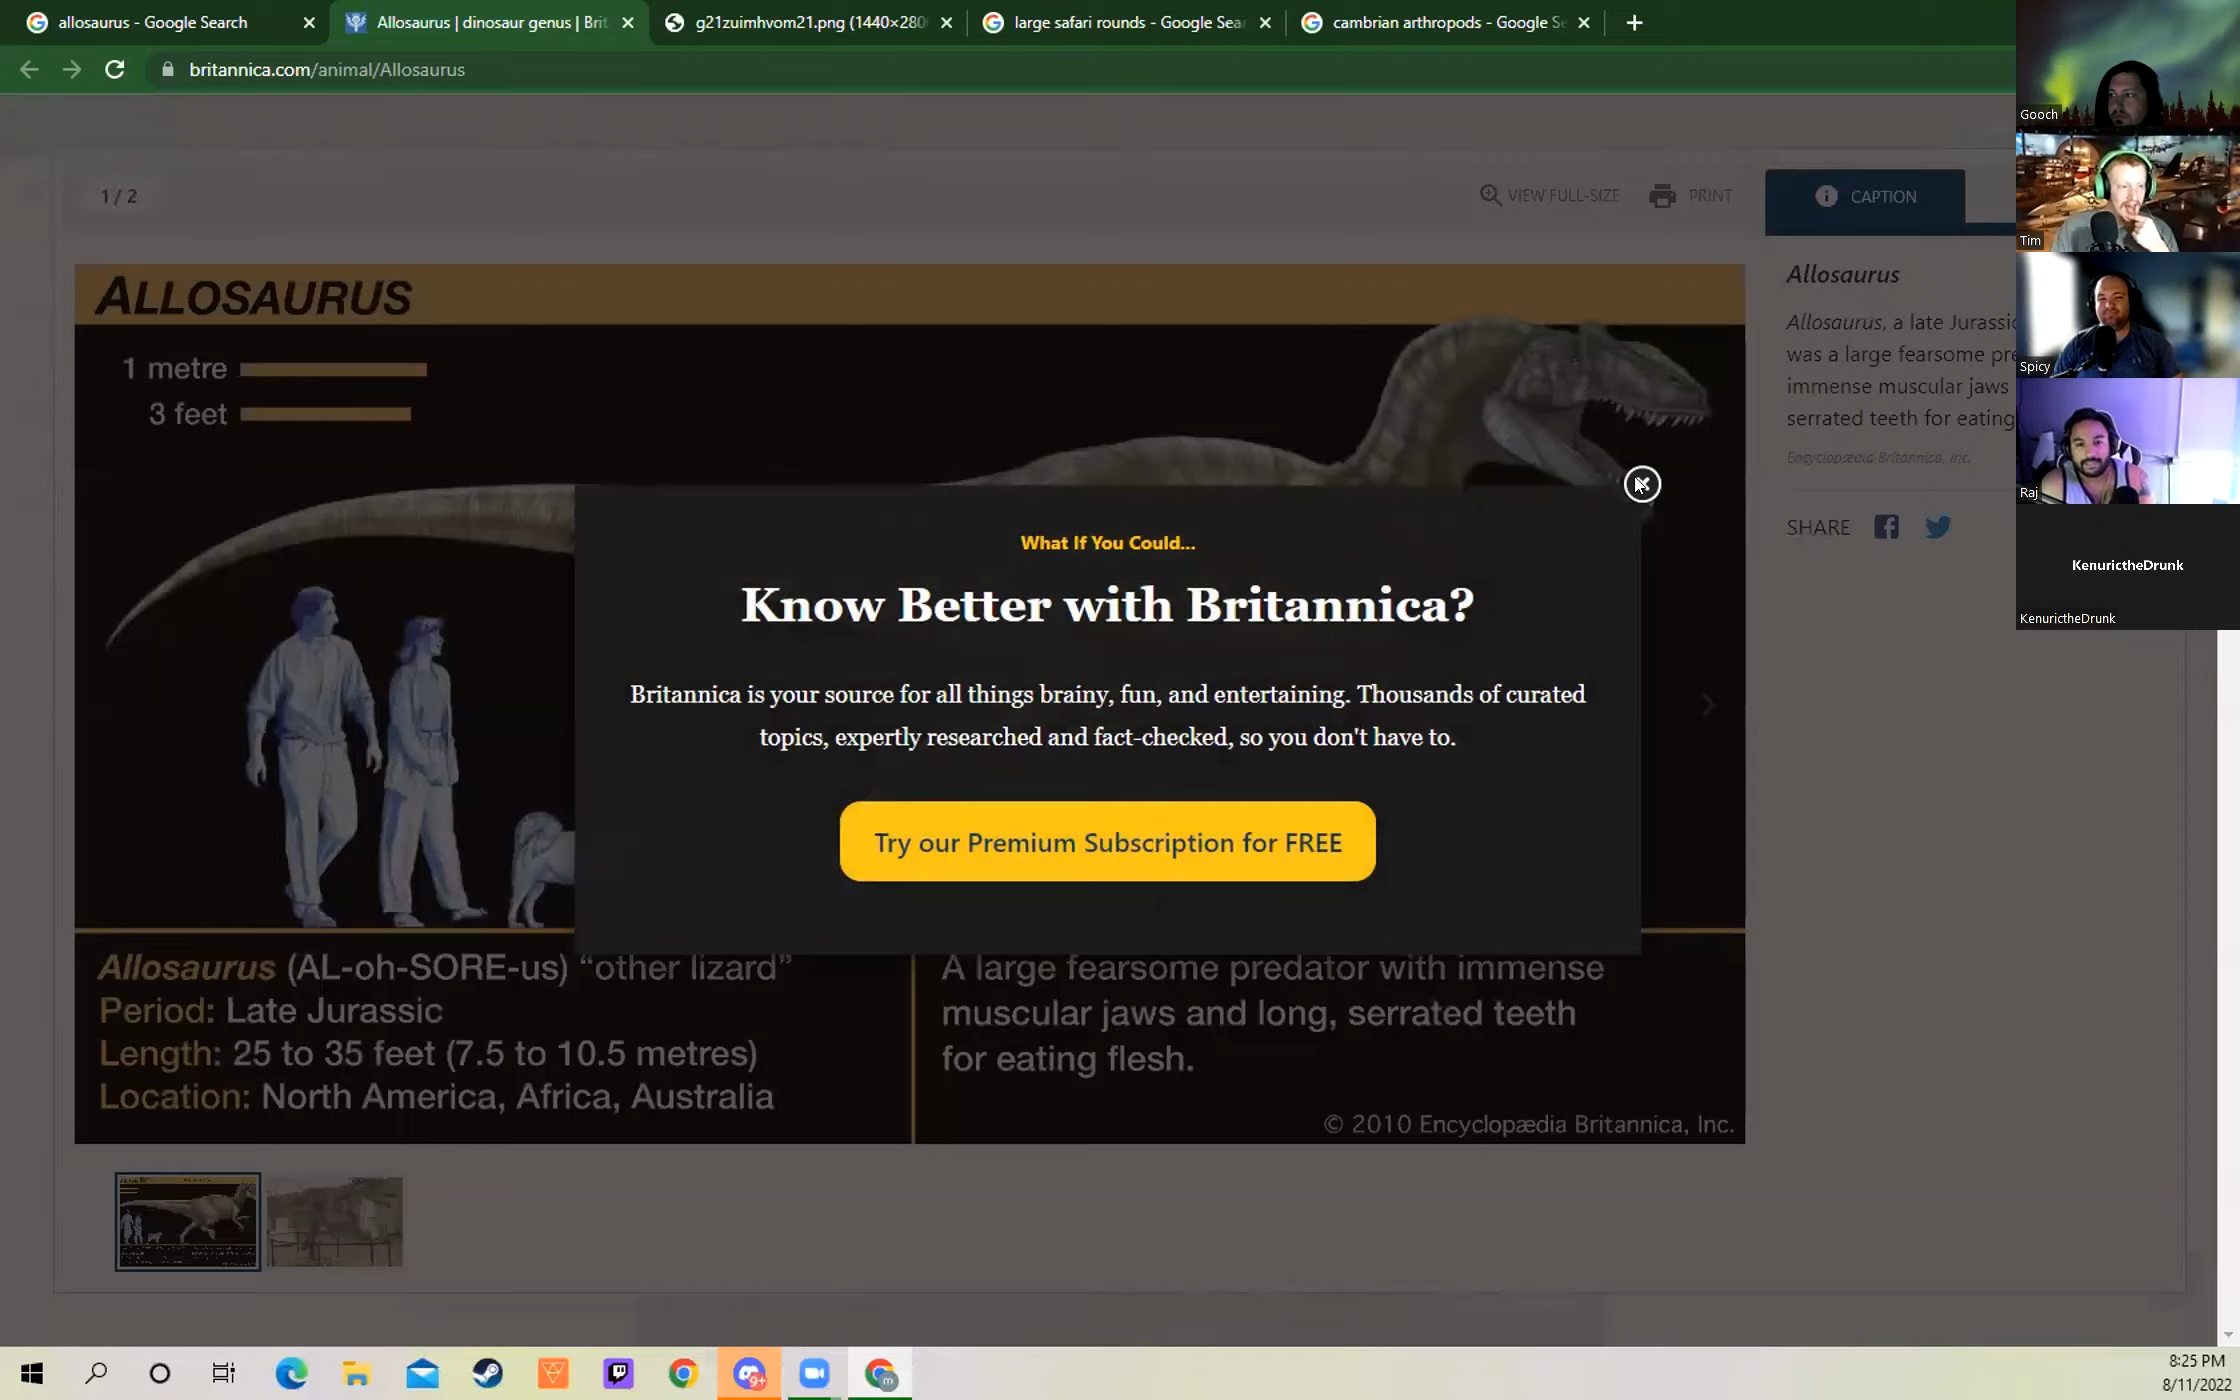 allosaurus - Google Search
Allosaurus | dinosaur genus | Brit
g21zuimhvom21.png (1440×280
large safari rounds - Google Sear
cambrian arthropods - Google Se
britannica.com/animal/Allosaurus
1 / 2
VIEW FULL-SIZE
PRINT
CAPTION
ALLOSAURUS
1 metre
3 feet
Allosaurus
Allosaurus, a late Jurassic
was a large fearsome pre
immense muscular jaws
serrated teeth for eating
Encyclopædia Britannica, Inc.
SHARE
What If You Could...
Know Better with Britannica?
Britannica is your source for all things brainy, fun, and entertaining. Thousands of curated
topics, expertly researched and fact-checked, so you don't have to.
Try our Premium Subscription for FREE
Allosaurus (AL-oh-SORE-us) “other lizard”
Period: Late Jurassic
Length: 25 to 35 feet (7.5 to 10.5 metres)
Location: North America, Africa, Australia
A large fearsome predator with immense
muscular jaws and long, serrated teeth
for eating flesh.
© 2010 Encyclopædia Britannica, Inc.
Gooch
Tim
Spicy
Raj
KenurictheDrunk
KenurictheDrunk
9+
m
8:25 PM
8/11/2022